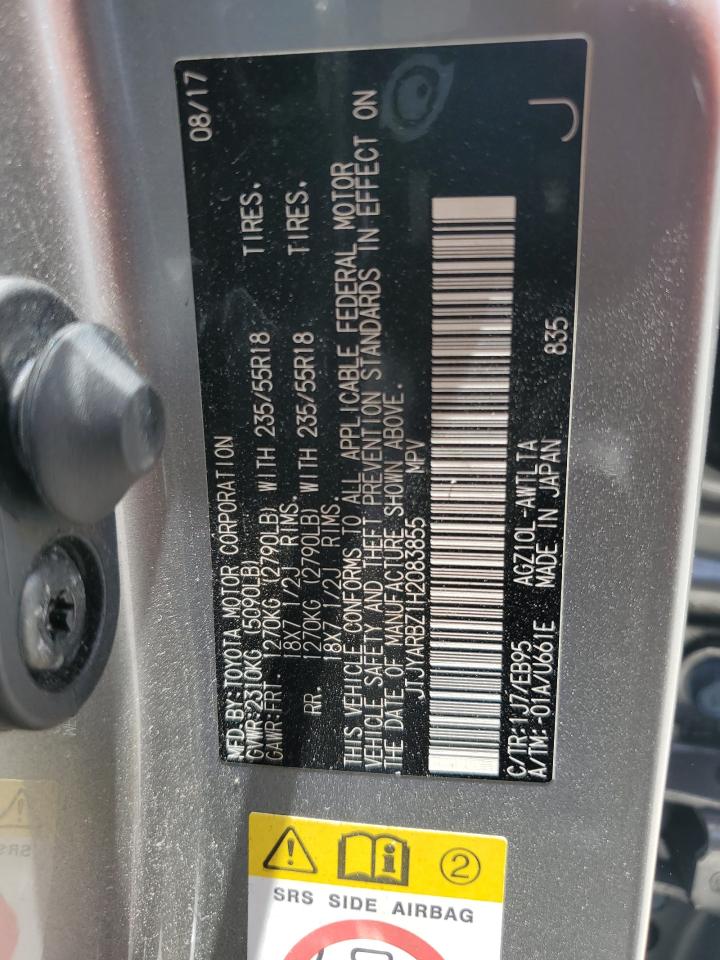 MFD.BY:TOYOTA MOTOR CORPORATION 08/17
GVWR:2310KG (5090LB)
GAWR:FRT. 1270KG (2790LB) WITH 235/55R18 TIRES.
18X7 1/2J RIMS.
RR. 1270KG (2790LB) WITH 235/55R18 TIRES.
18X7 1/2J RIMS.
THIS VEHICLE CONFORMS TO ALL APPLICABLE FEDERAL MOTOR
VEHICLE SAFETY AND THEFT PREVENTION STANDARDS IN EFFECT ON
THE DATE OF MANUFACTURE SHOWN ABOVE.
JTJYARBZ1H2083855 MPV
C/TR:1J7/EB95 AGZ10L-AWTLTA
A/TM:-01A/U661E MADE IN JAPAN 835 J
2
SRS SIDE AIRBAG
SRS